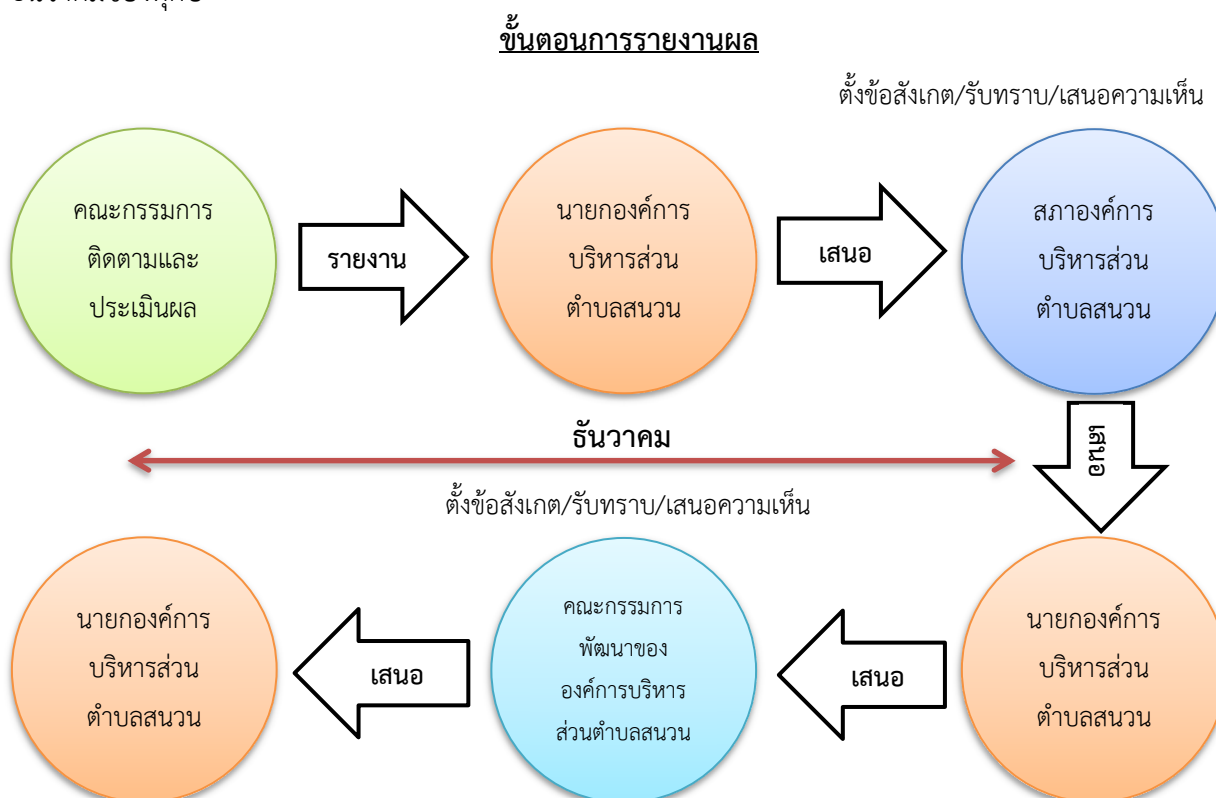 ขั้นตอนการรายงานผล
ตั้งข้อสังเกต/รับทราบ/เสนอความเห็น
คณะกรรมการ
ติดตามและ
ประเมินผล
รายงาน
นายกองค์การ
บริหารส่วน
ตำบลสนวน
เสนอ
สภาองค์การ
บริหารส่วน
ตำบลสนวน
เสนอ
ธันวาคม
ตั้งข้อสังเกต/รับทราบ/เสนอความเห็น
นายกองค์การ
บริหารส่วน
ตำบลสนวน
เสนอ
คณะกรรมการ
พัฒนาของ
องค์การบริหาร
ส่วนตำบลสนวน
เสนอ
นายกองค์การ
บริหารส่วน
ตำบลสนวน